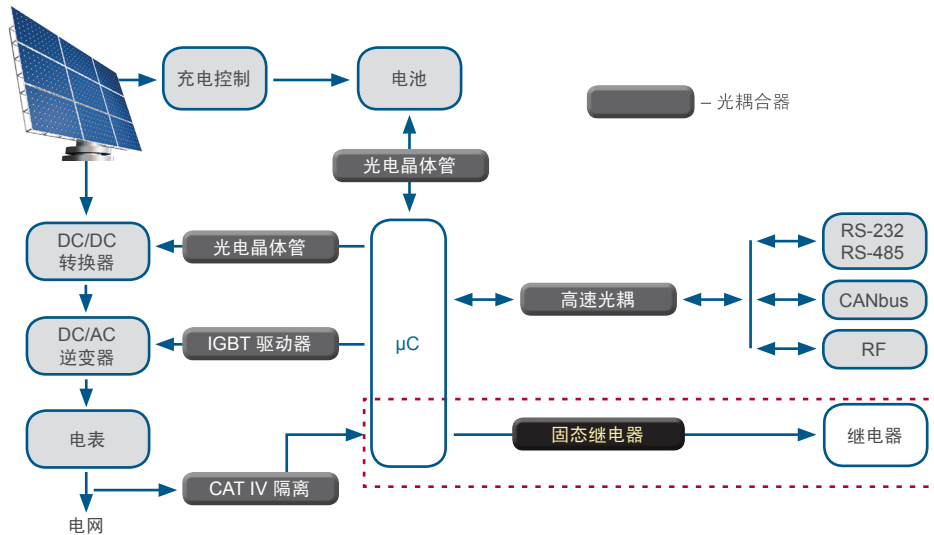 充电控制
电池
– 光耦合器
光电晶体管
DC/DC
转换器
光电晶体管
RS-232
RS-485
高速光耦
CANbus
DC/AC
逆变器
IGBT 驱动器
µC
RF
电表
固态继电器
继电器
CAT IV 隔离
电网